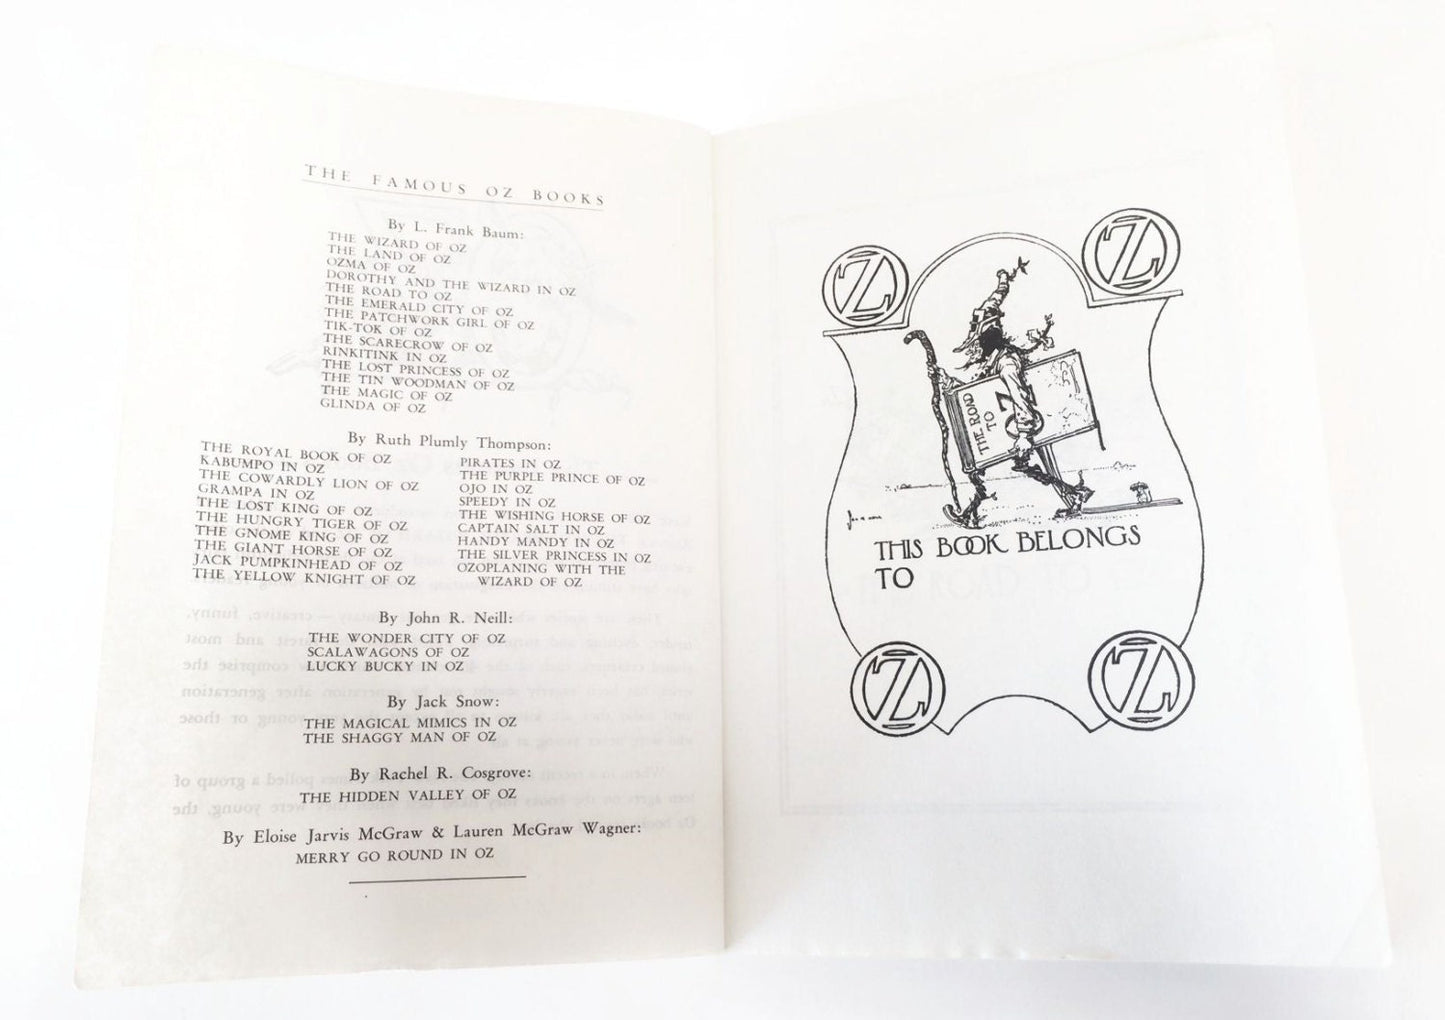 THE FAMOUS OZ BOOKS
By L. Frank Baum:
THE WIZARD OF OZ
THE LAND OF OZ
OZMA OF OZ
DOROTHY AND THE WIZARD IN OZ
THE ROAD TO OZ
THE EMERALD CITY OF OZ
THE PATCHWORK GIRL OF OZ
TIK-TOK OF OZ
THE SCARECROW OF OZ
RINKITINK IN OZ
THE LOST PRINCESS OF OZ
THE TIN WOODMAN OF OZ
THE MAGIC OF OZ
GLINDA OF OZ
By Ruth Plumly Thompson:
THE ROYAL BOOK OF OZ
KABUMPO IN OZ
THE COWARDLY LION OF OZ
GRAMPA IN OZ
THE LOST KING OF OZ
THE HUNGRY TIGER OF OZ
THE GNOME KING OF OZ
THE GIANT HORSE OF OZ
JACK PUMPKINHEAD OF OZ
THE YELLOW KNIGHT OF OZ
PIRATES IN OZ
THE PURPLE PRINCE OF OZ
OJO IN OZ
SPEEDY IN OZ
THE WISHING HORSE OF OZ
CAPTAIN SALT IN OZ
HANDY MANDY IN OZ
THE SILVER PRINCESS IN OZ
OZOPLANING WITH THE
WIZARD OF OZ
By John R. Neill:
THE WONDER CITY OF OZ
SCALAWAGONS OF OZ
LUCKY BUCKY IN OZ
By Jack Snow:
THE MAGICAL MIMICS IN OZ
THE SHAGGY MAN OF OZ
By Rachel R. Cosgrove:
THE HIDDEN VALLEY OF OZ
By Eloise Jarvis McGraw & Lauren McGraw Wagner:
MERRY GO ROUND IN OZ
OZ
OZ
THE ROAD
TO
OZ
THIS BOOK BELONGS
TO
OZ
OZ